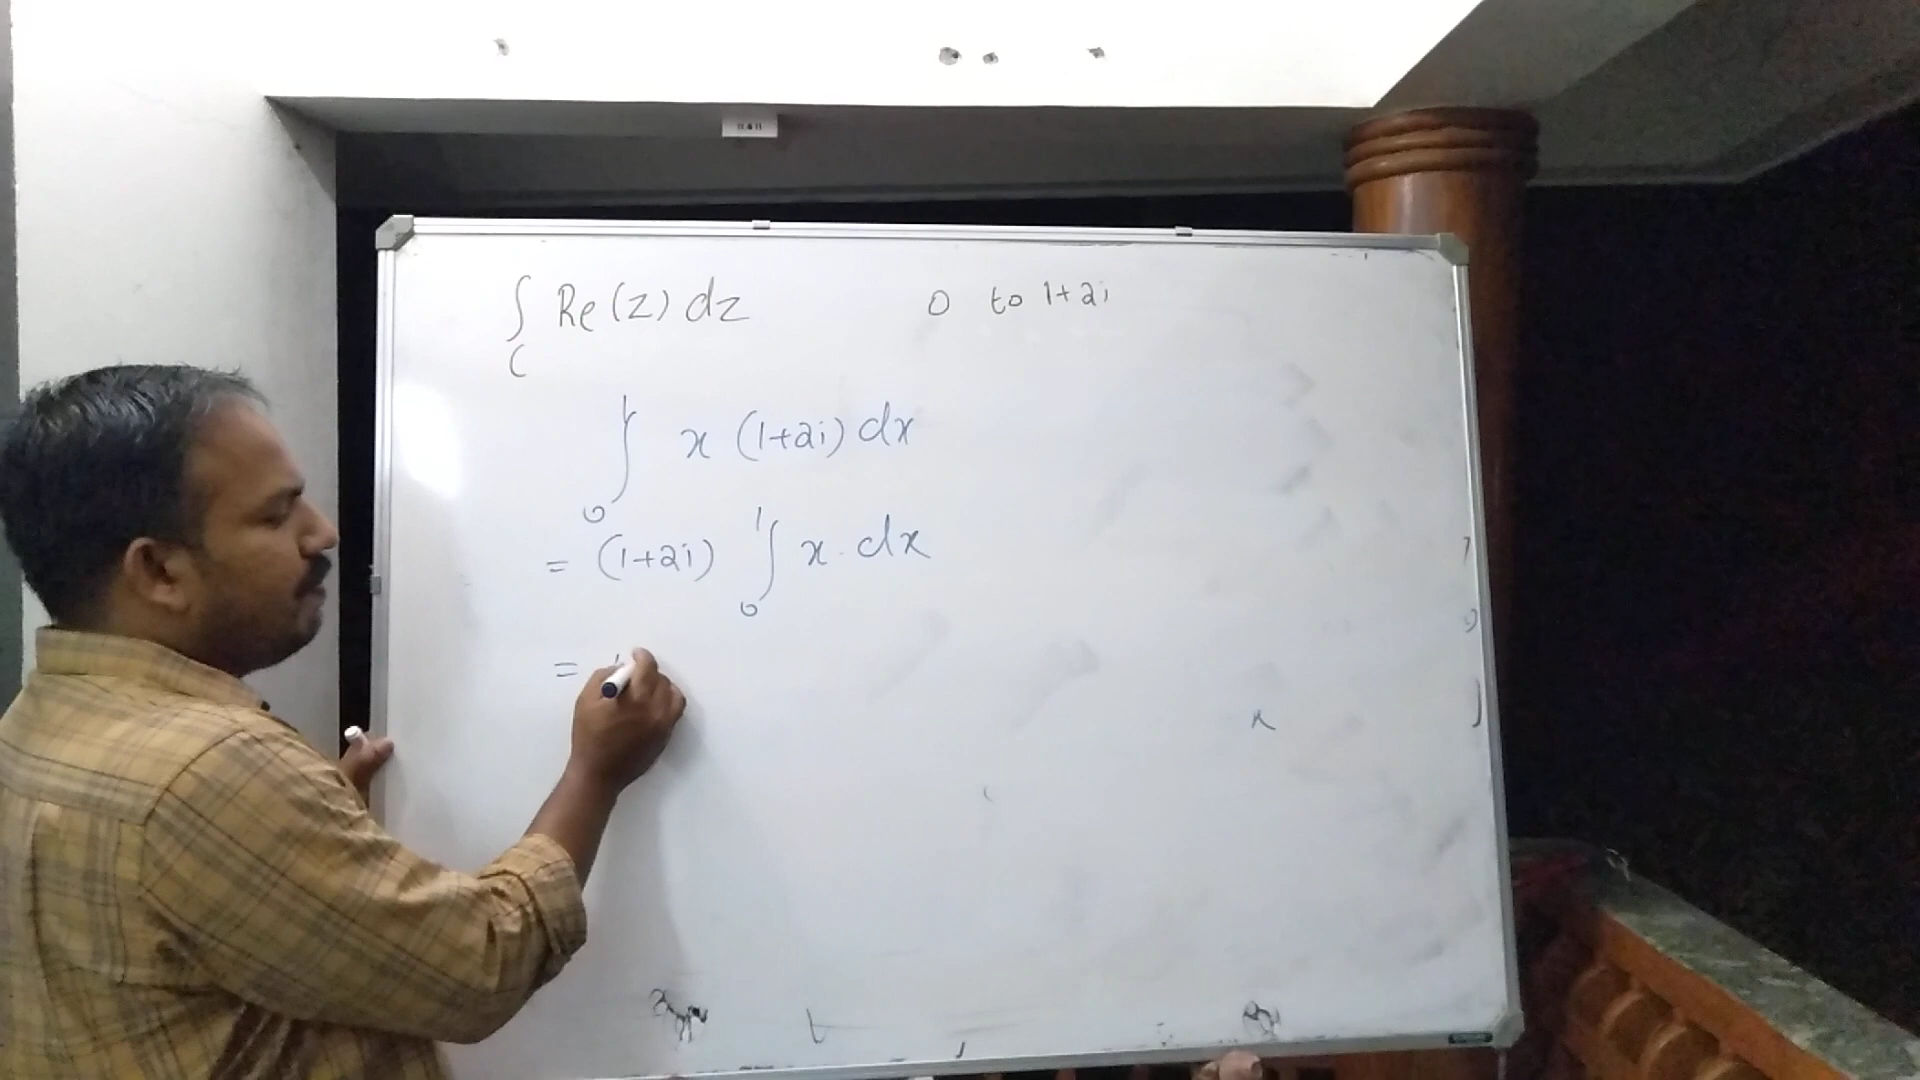 ∫ Re(z) dz 0 to 1+2i
C
∫₀¹ x (1+2i) dx
= (1+2i) ∫₀¹ x · dx
=
x